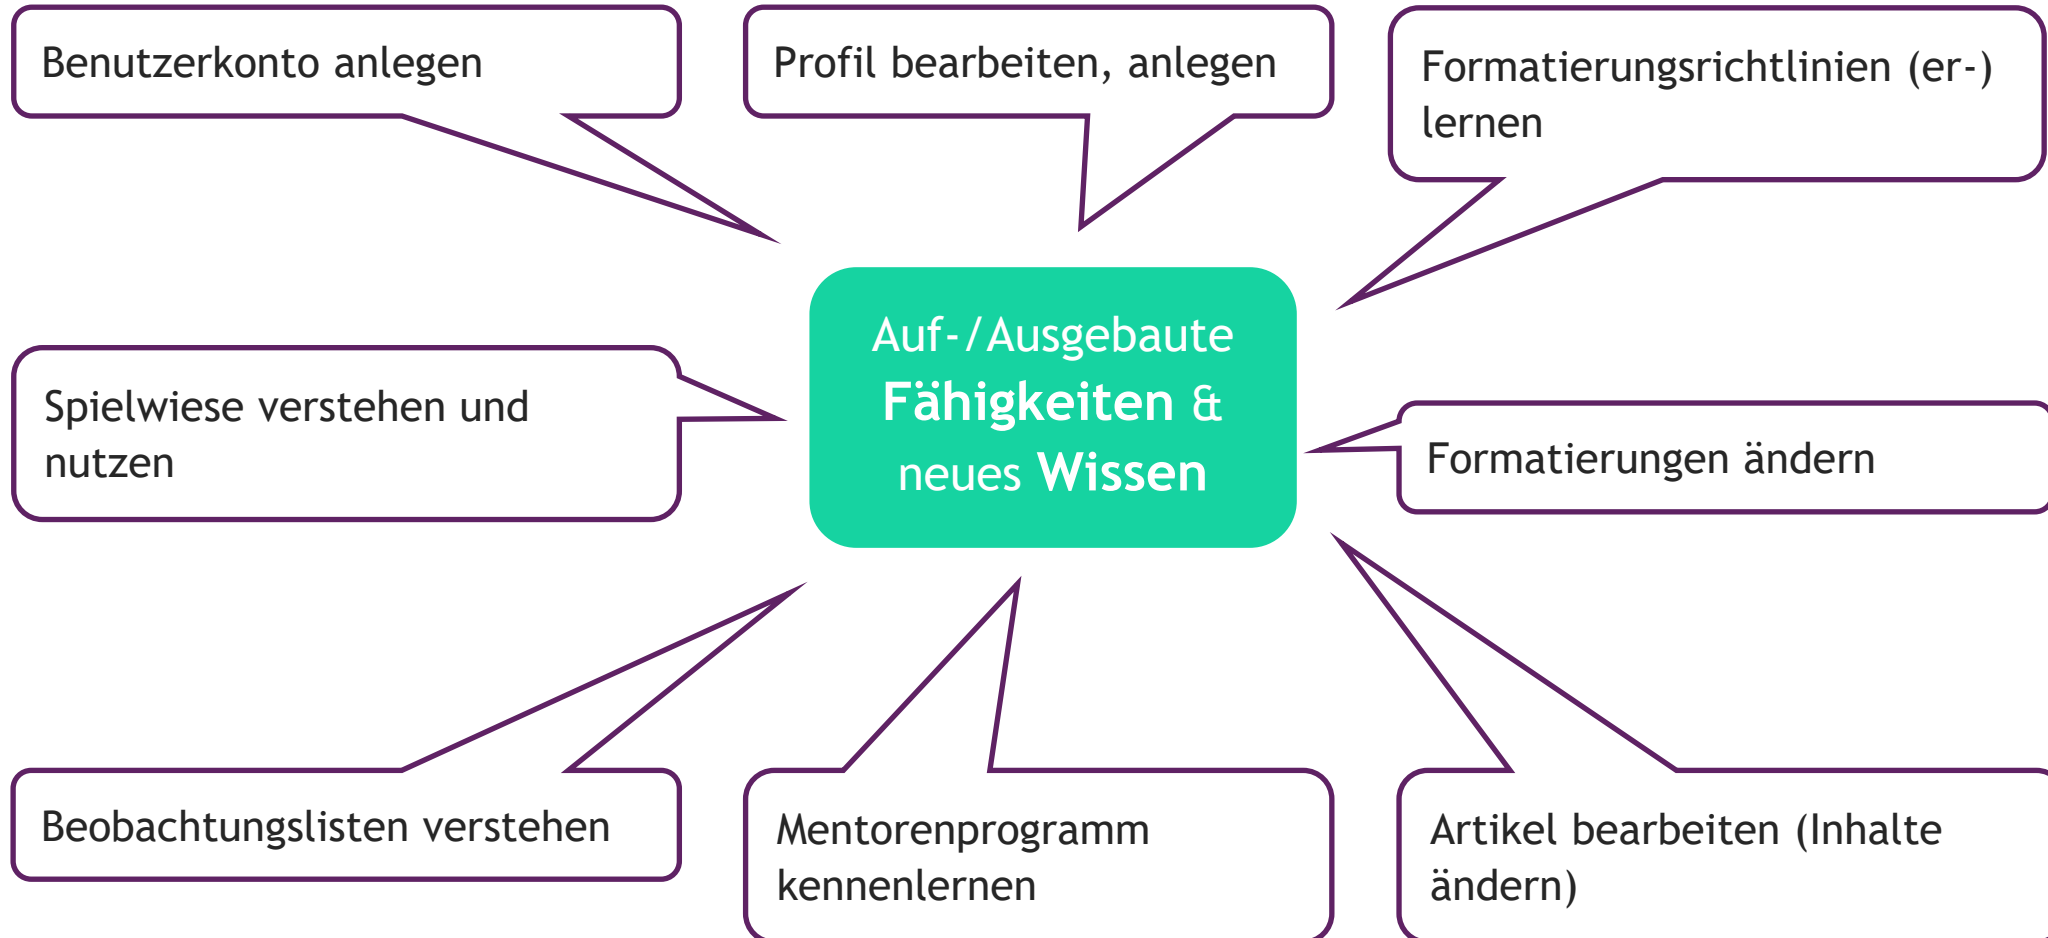 Benutzerkonto anlegen
Profil bearbeiten, anlegen
Formatierungsrichtlinien (er-)
lernen
Auf-/Ausgebaute
Fähigkeiten &
neues Wissen
Spielwiese verstehen und
nutzen
Formatierungen ändern
Beobachtungslisten verstehen
Mentorenprogramm
kennenlernen
Artikel bearbeiten (Inhalte
ändern)